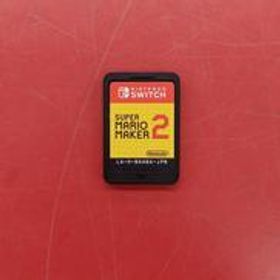 NINTENDO
SWITCH
SUPER
MARIO
MAKER 2
Nintendo